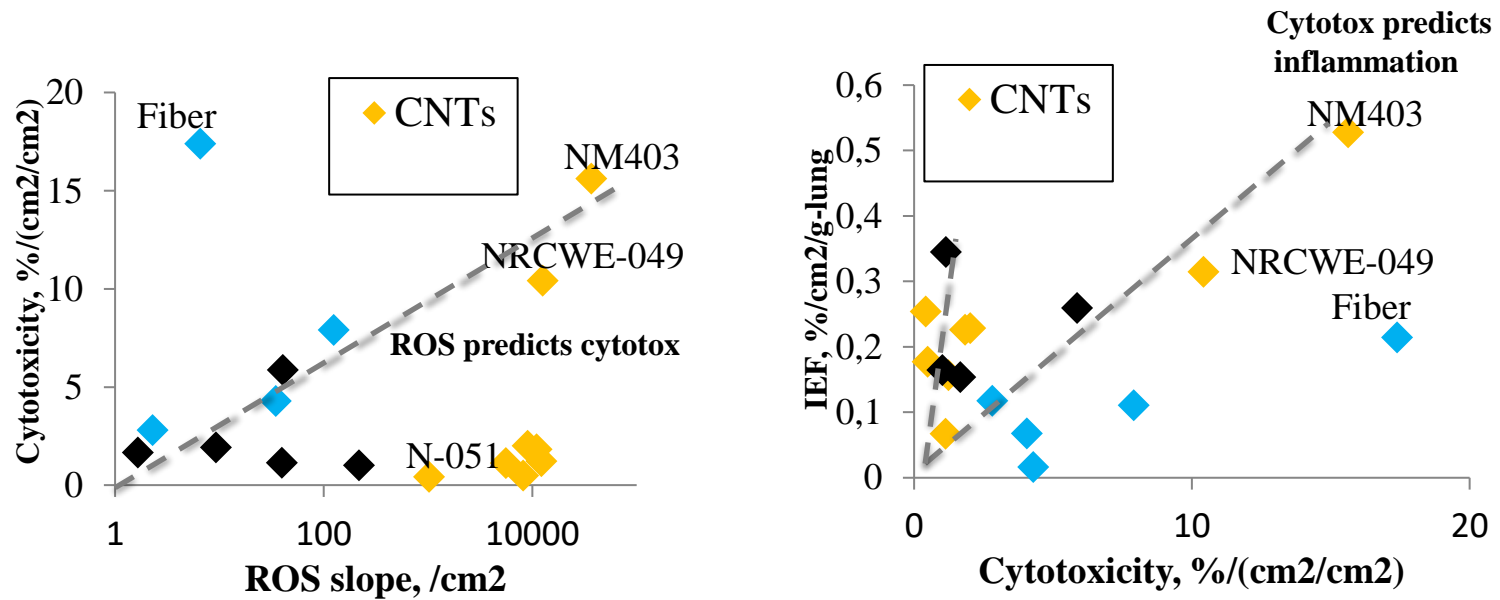 20
15
10
5
0
Cytotoxicity, %/(cm2/cm2)
Fiber
CNTs
NM403
NRCWE-049
ROS predicts cytotox
N-051
1
100
10000
ROS slope, /cm2
Cytotox predicts
inflammation
0,6
0,5
0,4
0,3
0,2
0,1
0
IEF, %/cm2/g-lung
CNTs
NM403
NRCWE-049
Fiber
0
10
20
Cytotoxicity, %/(cm2/cm2)